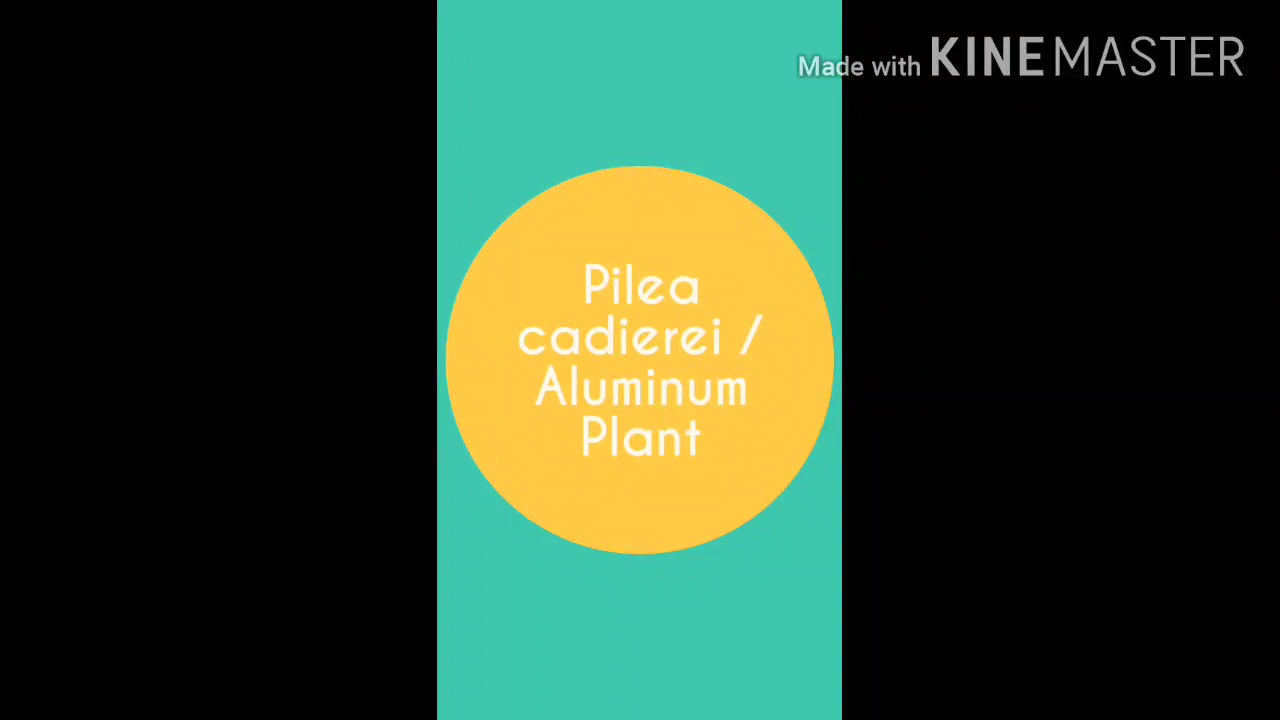 Made with KINEMASTER
Pilea
cadierei /
Aluminum
Plant